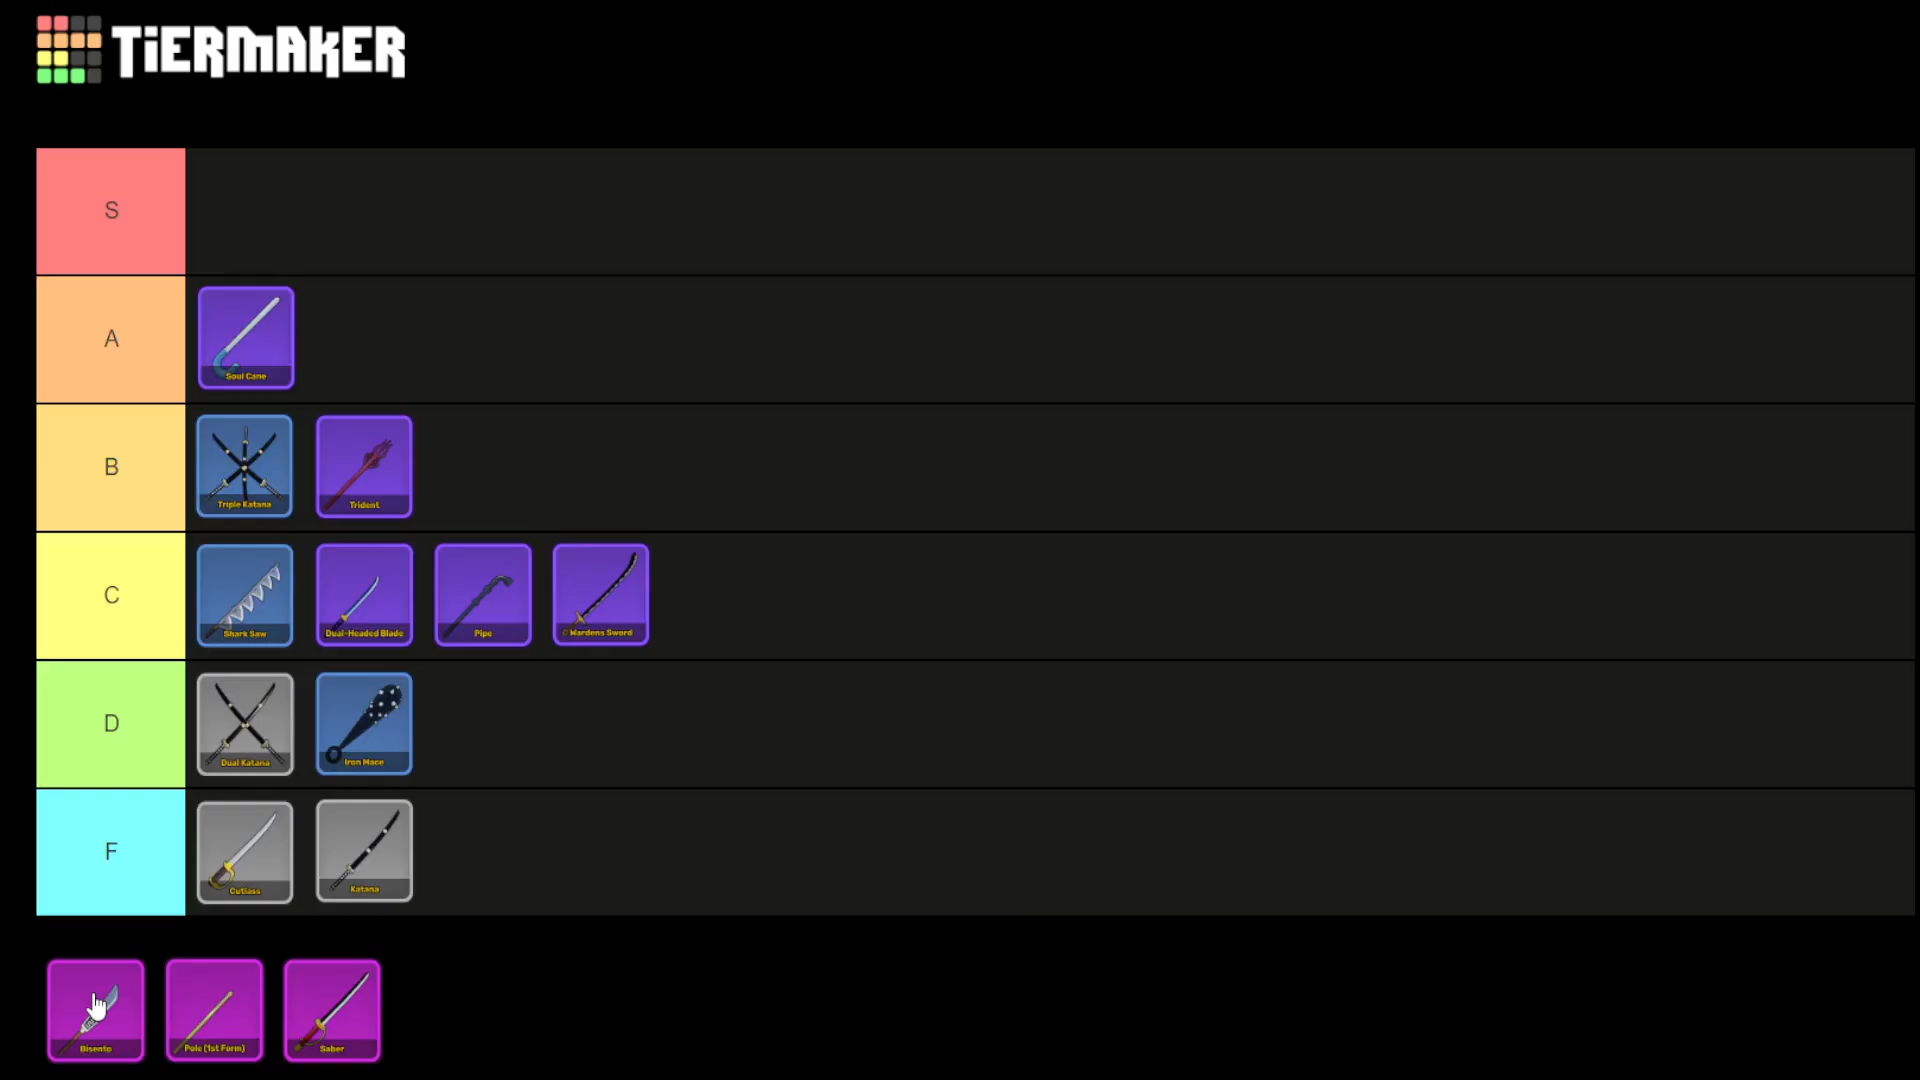 TiERMAKER
S
A
Soul Cane
B
Triple Katana
Trident
C
Shark Saw
Dual-Headed Blade
Pipe
Wardens Sword
D
Dual Katana
Iron Mace
F
Cutlass
Katana
Bisento
Pole (1st Form)
Saber